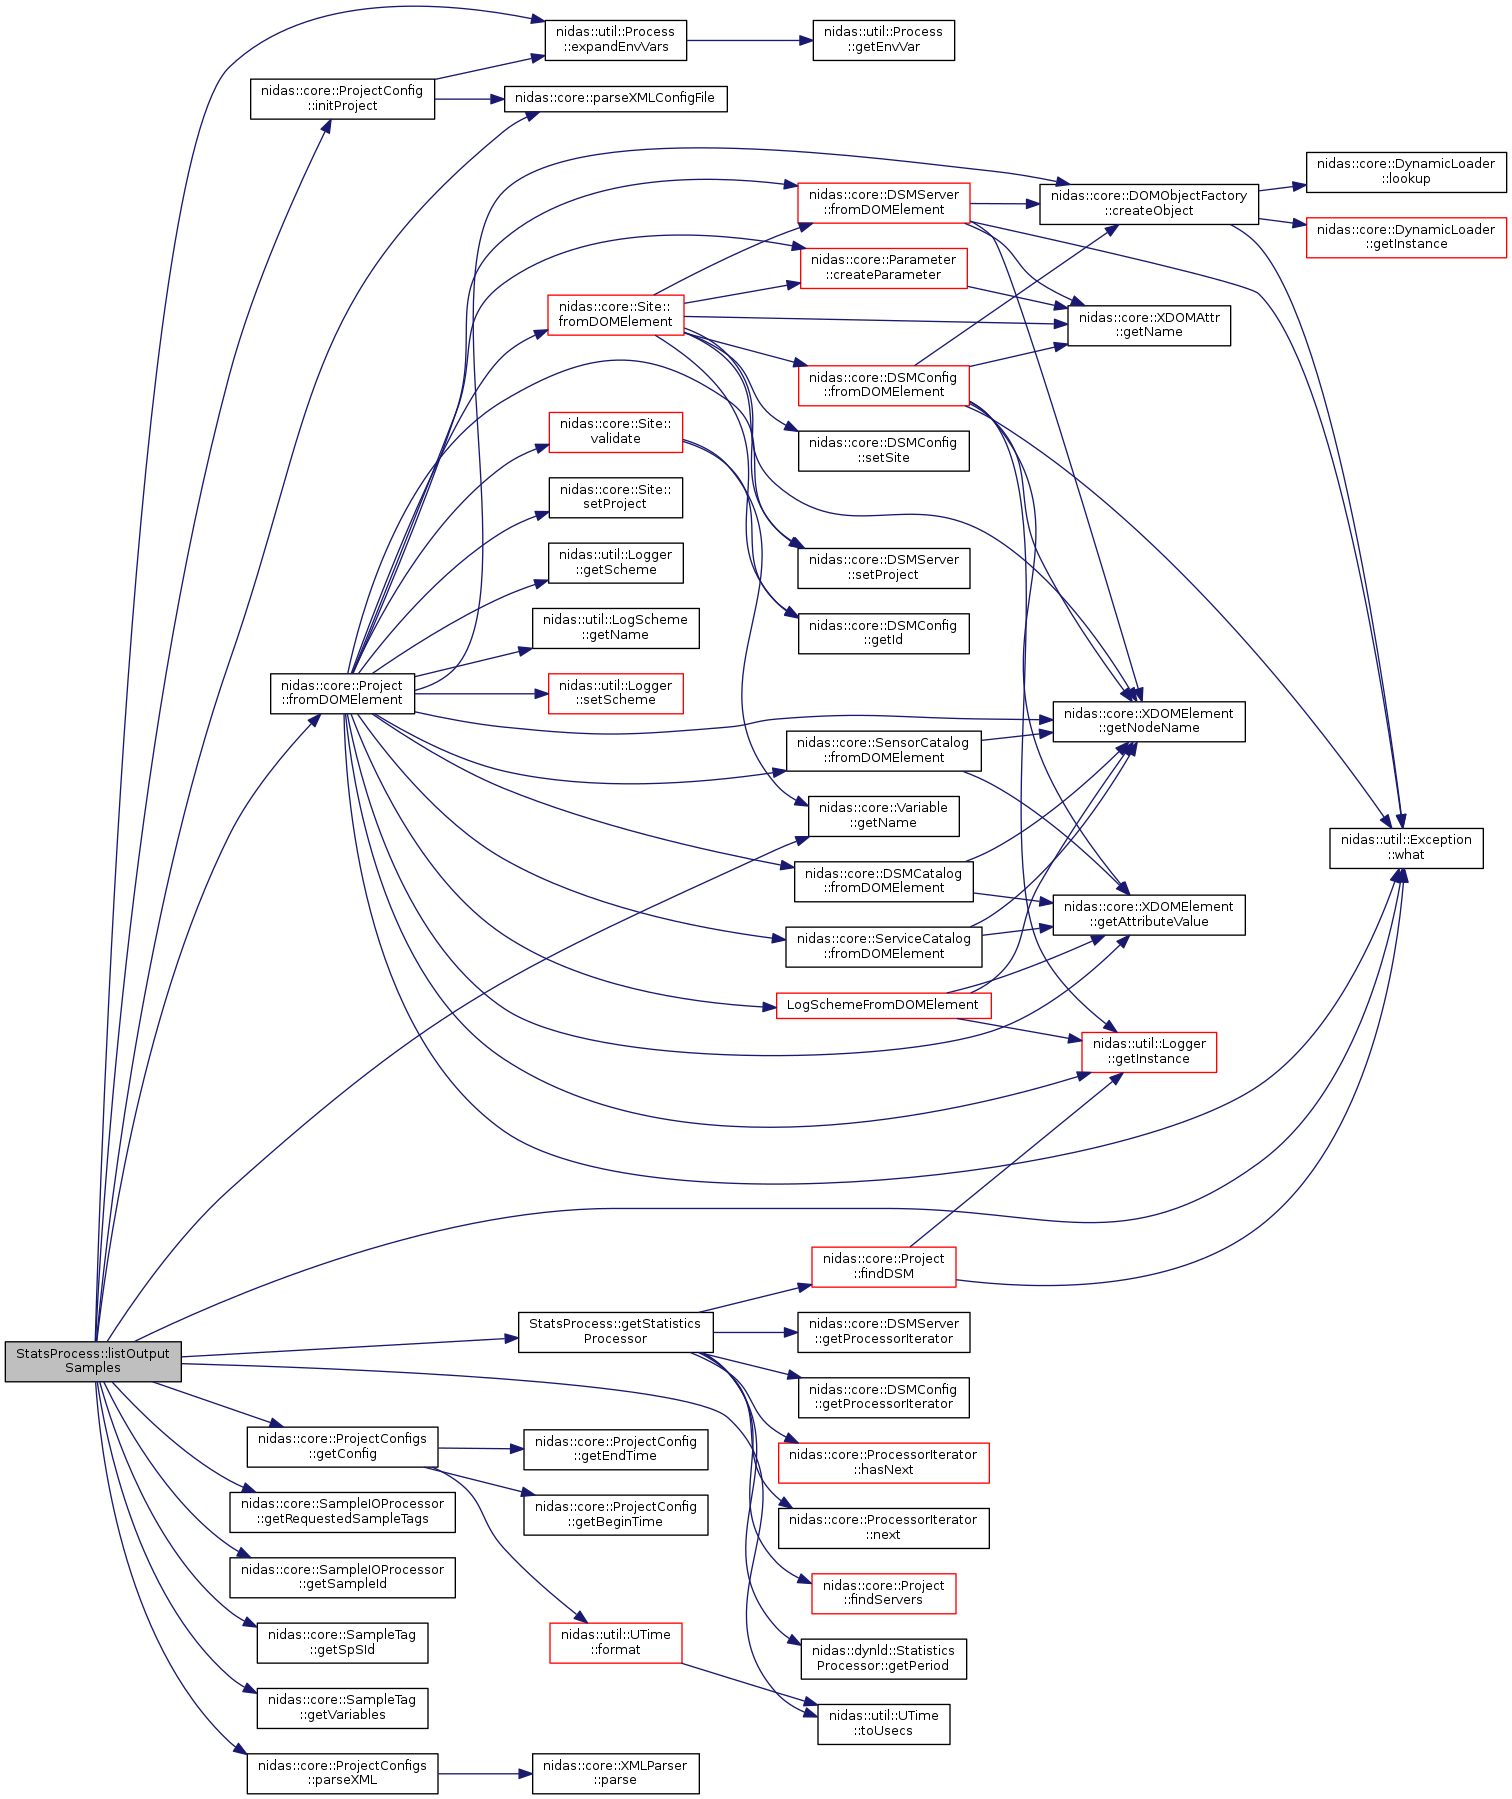 nidas::util::Process
::expandEnvVars
nidas::util::Process
::getEnvVar
nidas::core::ProjectConfig
::initProject
nidas::core::parseXMLConfigFile
nidas::core::DynamicLoader
::lookup
nidas::core::DSMServer
::fromDOMElement
nidas::core::DOMObjectFactory
::createObject
nidas::core::DynamicLoader
::getInstance
nidas::core::Parameter
::createParameter
nidas::core::Site::
fromDOMElement
nidas::core::XDOMAttr
::getName
nidas::core::DSMConfig
::fromDOMElement
nidas::core::Site::
validate
nidas::core::DSMConfig
::setSite
nidas::core::Site::
setProject
nidas::util::Logger
::getScheme
nidas::core::DSMServer
::setProject
nidas::util::LogScheme
::getName
nidas::core::DSMConfig
::getId
nidas::core::Project
::fromDOMElement
nidas::util::Logger
::setScheme
nidas::core::XDOMElement
::getNodeName
nidas::core::SensorCatalog
::fromDOMElement
nidas::core::Variable
::getName
nidas::util::Exception
::what
nidas::core::DSMCatalog
::fromDOMElement
nidas::core::XDOMElement
::getAttributeValue
nidas::core::ServiceCatalog
::fromDOMElement
LogSchemeFromDOMElement
nidas::util::Logger
::getInstance
nidas::core::Project
::findDSM
StatsProcess::getStatistics
Processor
nidas::core::DSMServer
::getProcessorIterator
StatsProcess::listOutput
Samples
nidas::core::DSMConfig
::getProcessorIterator
nidas::core::ProjectConfigs
::getConfig
nidas::core::ProjectConfig
::getEndTime
nidas::core::ProcessorIterator
::hasNext
nidas::core::SampleIOProcessor
::getRequestedSampleTags
nidas::core::ProjectConfig
::getBeginTime
nidas::core::ProcessorIterator
::next
nidas::core::SampleIOProcessor
::getSampleId
nidas::core::Project
::findServers
nidas::core::SampleTag
::getSpSId
nidas::util::UTime
::format
nidas::dynld::Statistics
Processor::getPeriod
nidas::core::SampleTag
::getVariables
nidas::util::UTime
::toUsecs
nidas::core::ProjectConfigs
::parseXML
nidas::core::XMLParser
::parse